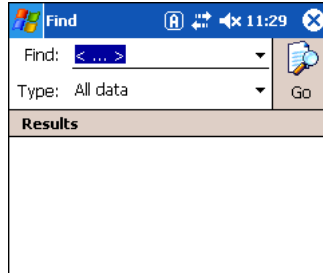 Find A 11:29
Find: < ... >
Type: All data
Go
Results